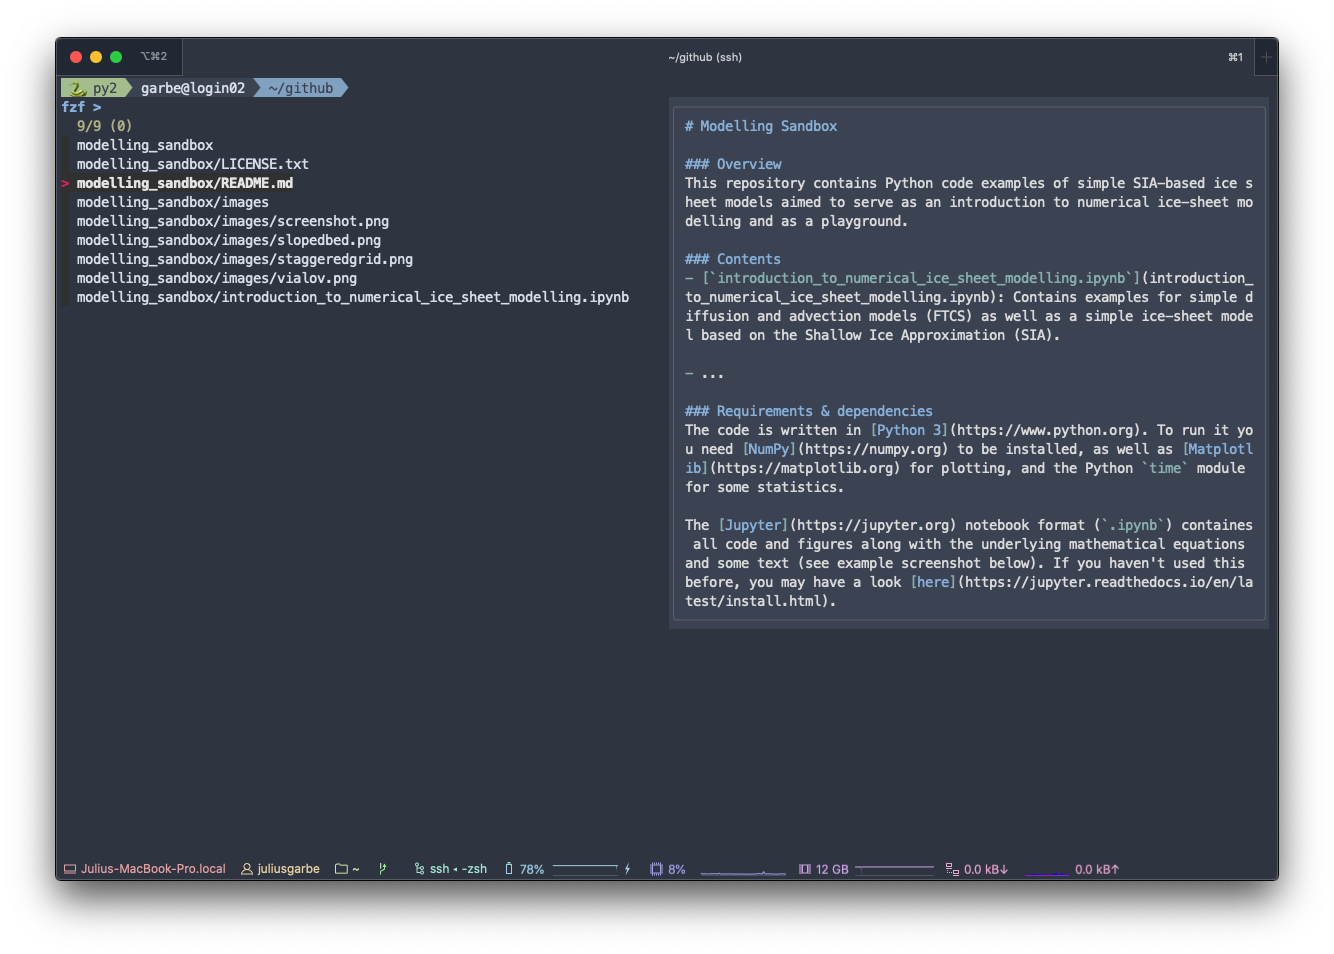 ⌥⌘2
~/github (ssh)
⌘1
py2 garbe@login02 ~/github
fzf >
9/9 (0)
modelling_sandbox
modelling_sandbox/LICENSE.txt
> modelling_sandbox/README.md
modelling_sandbox/images
modelling_sandbox/images/screenshot.png
modelling_sandbox/images/slopedbed.png
modelling_sandbox/images/staggeredgrid.png
modelling_sandbox/images/vialov.png
modelling_sandbox/introduction_to_numerical_ice_sheet_modelling.ipynb
# Modelling Sandbox
### Overview
This repository contains Python code examples of simple SIA-based ice s
heet models aimed to serve as an introduction to numerical ice-sheet mo
delling and as a playground.
### Contents
- [`introduction_to_numerical_ice_sheet_modelling.ipynb`](introduction_
to_numerical_ice_sheet_modelling.ipynb): Contains examples for simple d
iffusion and advection models (FTCS) as well as a simple ice-sheet mode
l based on the Shallow Ice Approximation (SIA).
- ...
### Requirements & dependencies
The code is written in [Python 3](https://www.python.org). To run it yo
u need [NumPy](https://numpy.org) to be installed, as well as [Matplotl
ib](https://matplotlib.org) for plotting, and the Python `time` module
for some statistics.
The [Jupyter](https://jupyter.org) notebook format (`.ipynb`) containes
all code and figures along with the underlying mathematical equations
and some text (see example screenshot below). If you haven't used this
before, you may have a look [here](https://jupyter.readthedocs.io/en/la
test/install.html).
Julius-MacBook-Pro.local juliusgarbe ~ ssh ◂ -zsh 78% 8% 12 GB 0.0 kB↓ 0.0 kB↑